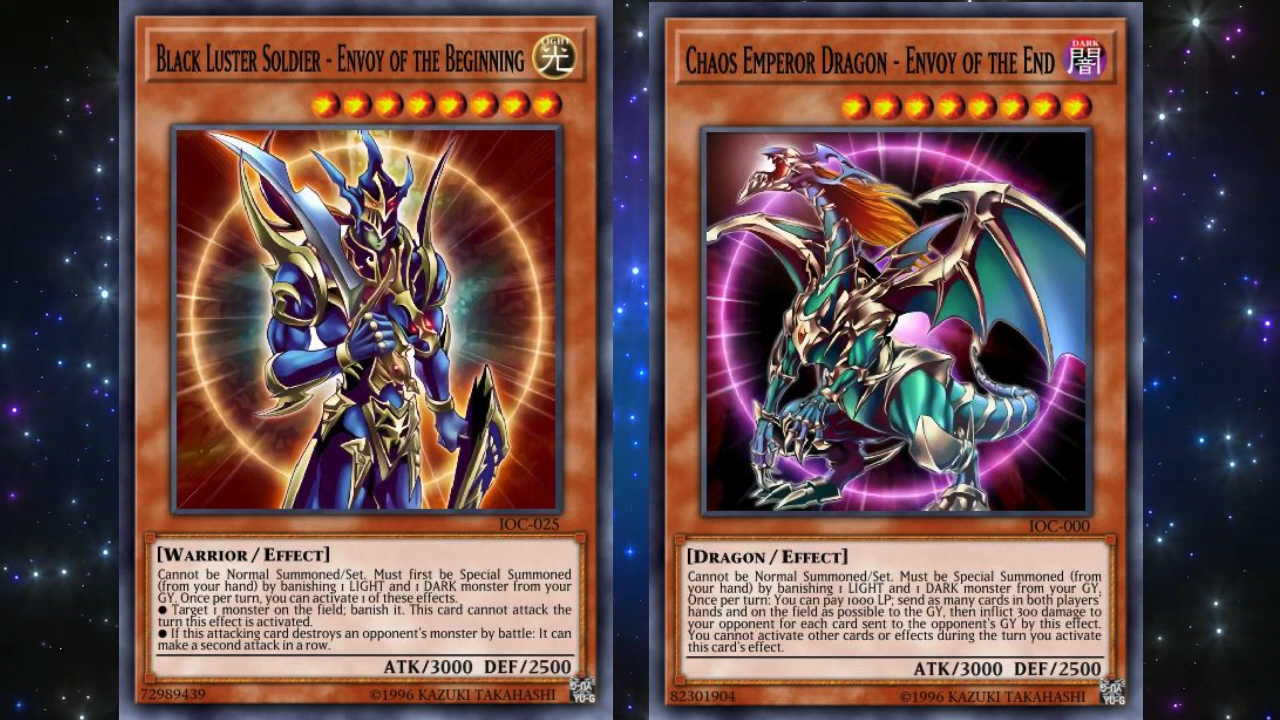 BLACK LUSTER SOLDIER - ENVOY OF THE BEGINNING
LIGHT
光
IOC-025
[WARRIOR / EFFECT]
Cannot be Normal Summoned/Set. Must first be Special Summoned
(from your hand) by banishing 1 LIGHT and 1 DARK monster from your
GY. Once per turn, you can activate 1 of these effects.
● Target 1 monster on the field; banish it. This card cannot attack the
turn this effect is activated.
● If this attacking card destroys an opponent's monster by battle: It can
make a second attack in a row.
ATK/3000 DEF/2500
72989439
©1996 KAZUKI TAKAHASHI
CHAOS EMPEROR DRAGON - ENVOY OF THE END
DARK
闇
IOC-000
[DRAGON / EFFECT]
Cannot be Normal Summoned/Set. Must be Special Summoned (from
your hand) by banishing 1 LIGHT and 1 DARK monster from your GY.
Once per turn: You can pay 1000 LP; send as many cards in both players'
hands and on the field as possible to the GY, then inflict 300 damage to
your opponent for each card sent to the opponent's GY by this effect.
You cannot activate other cards or effects during the turn you activate
this card's effect.
ATK/3000 DEF/2500
82301904
©1996 KAZUKI TAKAHASHI